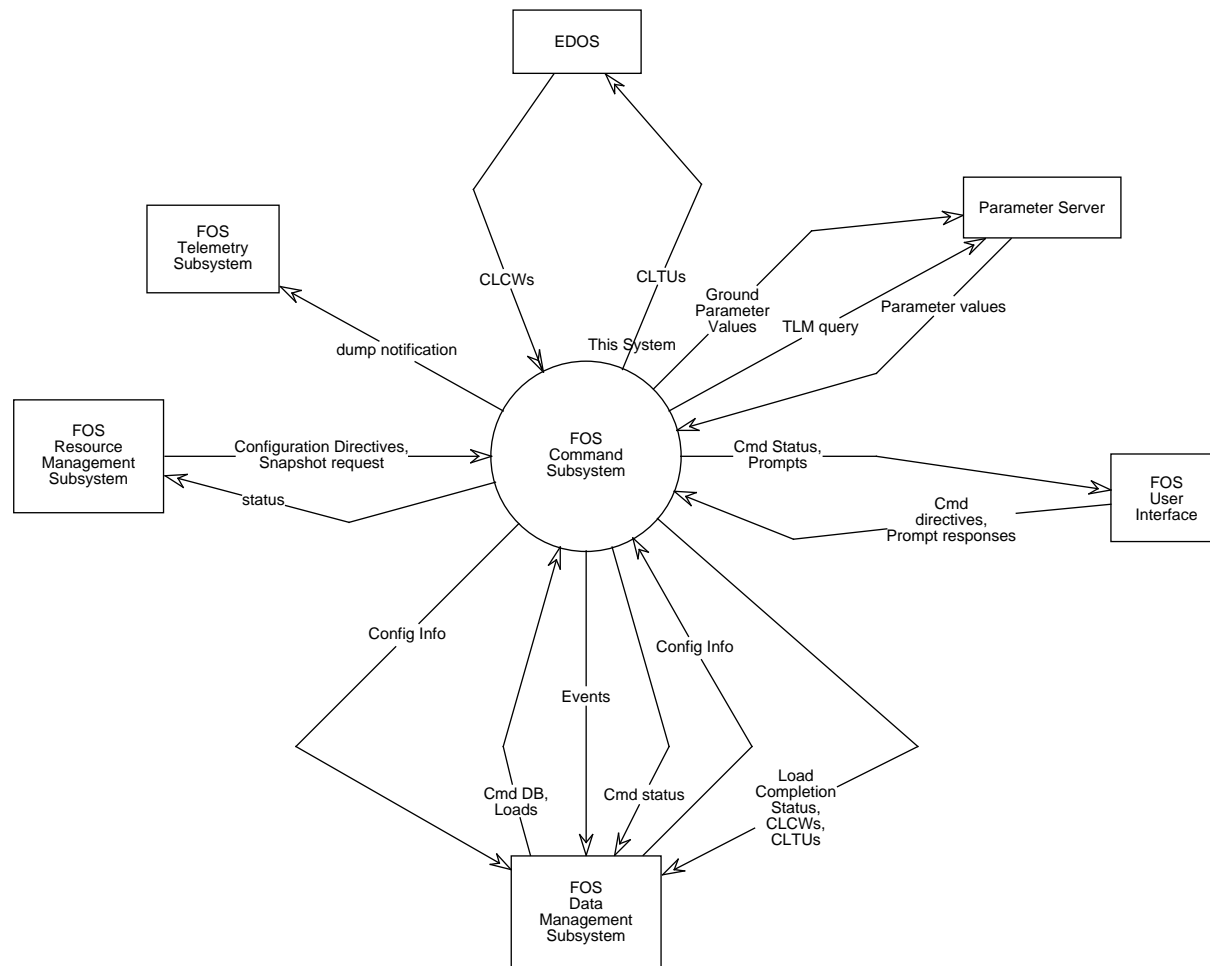 EDOS
Parameter Server
FOS
Telemetry
Subsystem
CLCWs
CLTUs
Ground
Parameter
Values
TLM query
Parameter values
dump notification
This System
FOS
Resource
Management
Subsystem
Configuration Directives,
Snapshot request
status
FOS
Command
Subsystem
Cmd Status,
Prompts
Cmd
directives,
Prompt responses
FOS
User
Interface
Config Info
Events
Config Info
Cmd DB,
Loads
Cmd status
Load
Completion
Status,
CLCWs,
CLTUs
FOS
Data
Management
Subsystem